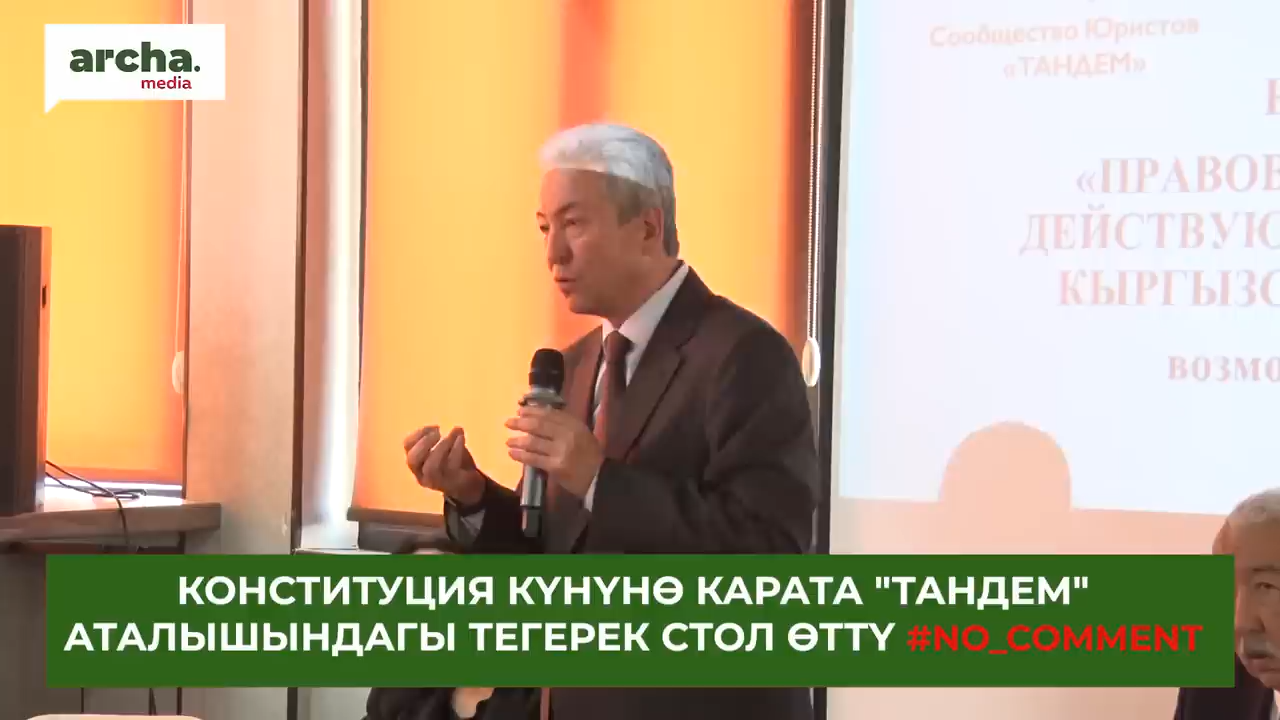 archa.
media
Сообщество Юристов
«ТАНДЕМ»
КОНСТИТУЦИЯ КҮНҮНӨ КАРАТА "ТАНДЕМ"
АТАЛЫШЫНДАГЫ ТЕГЕРЕК СТОЛ ӨТТҮ #NO_COMMENT